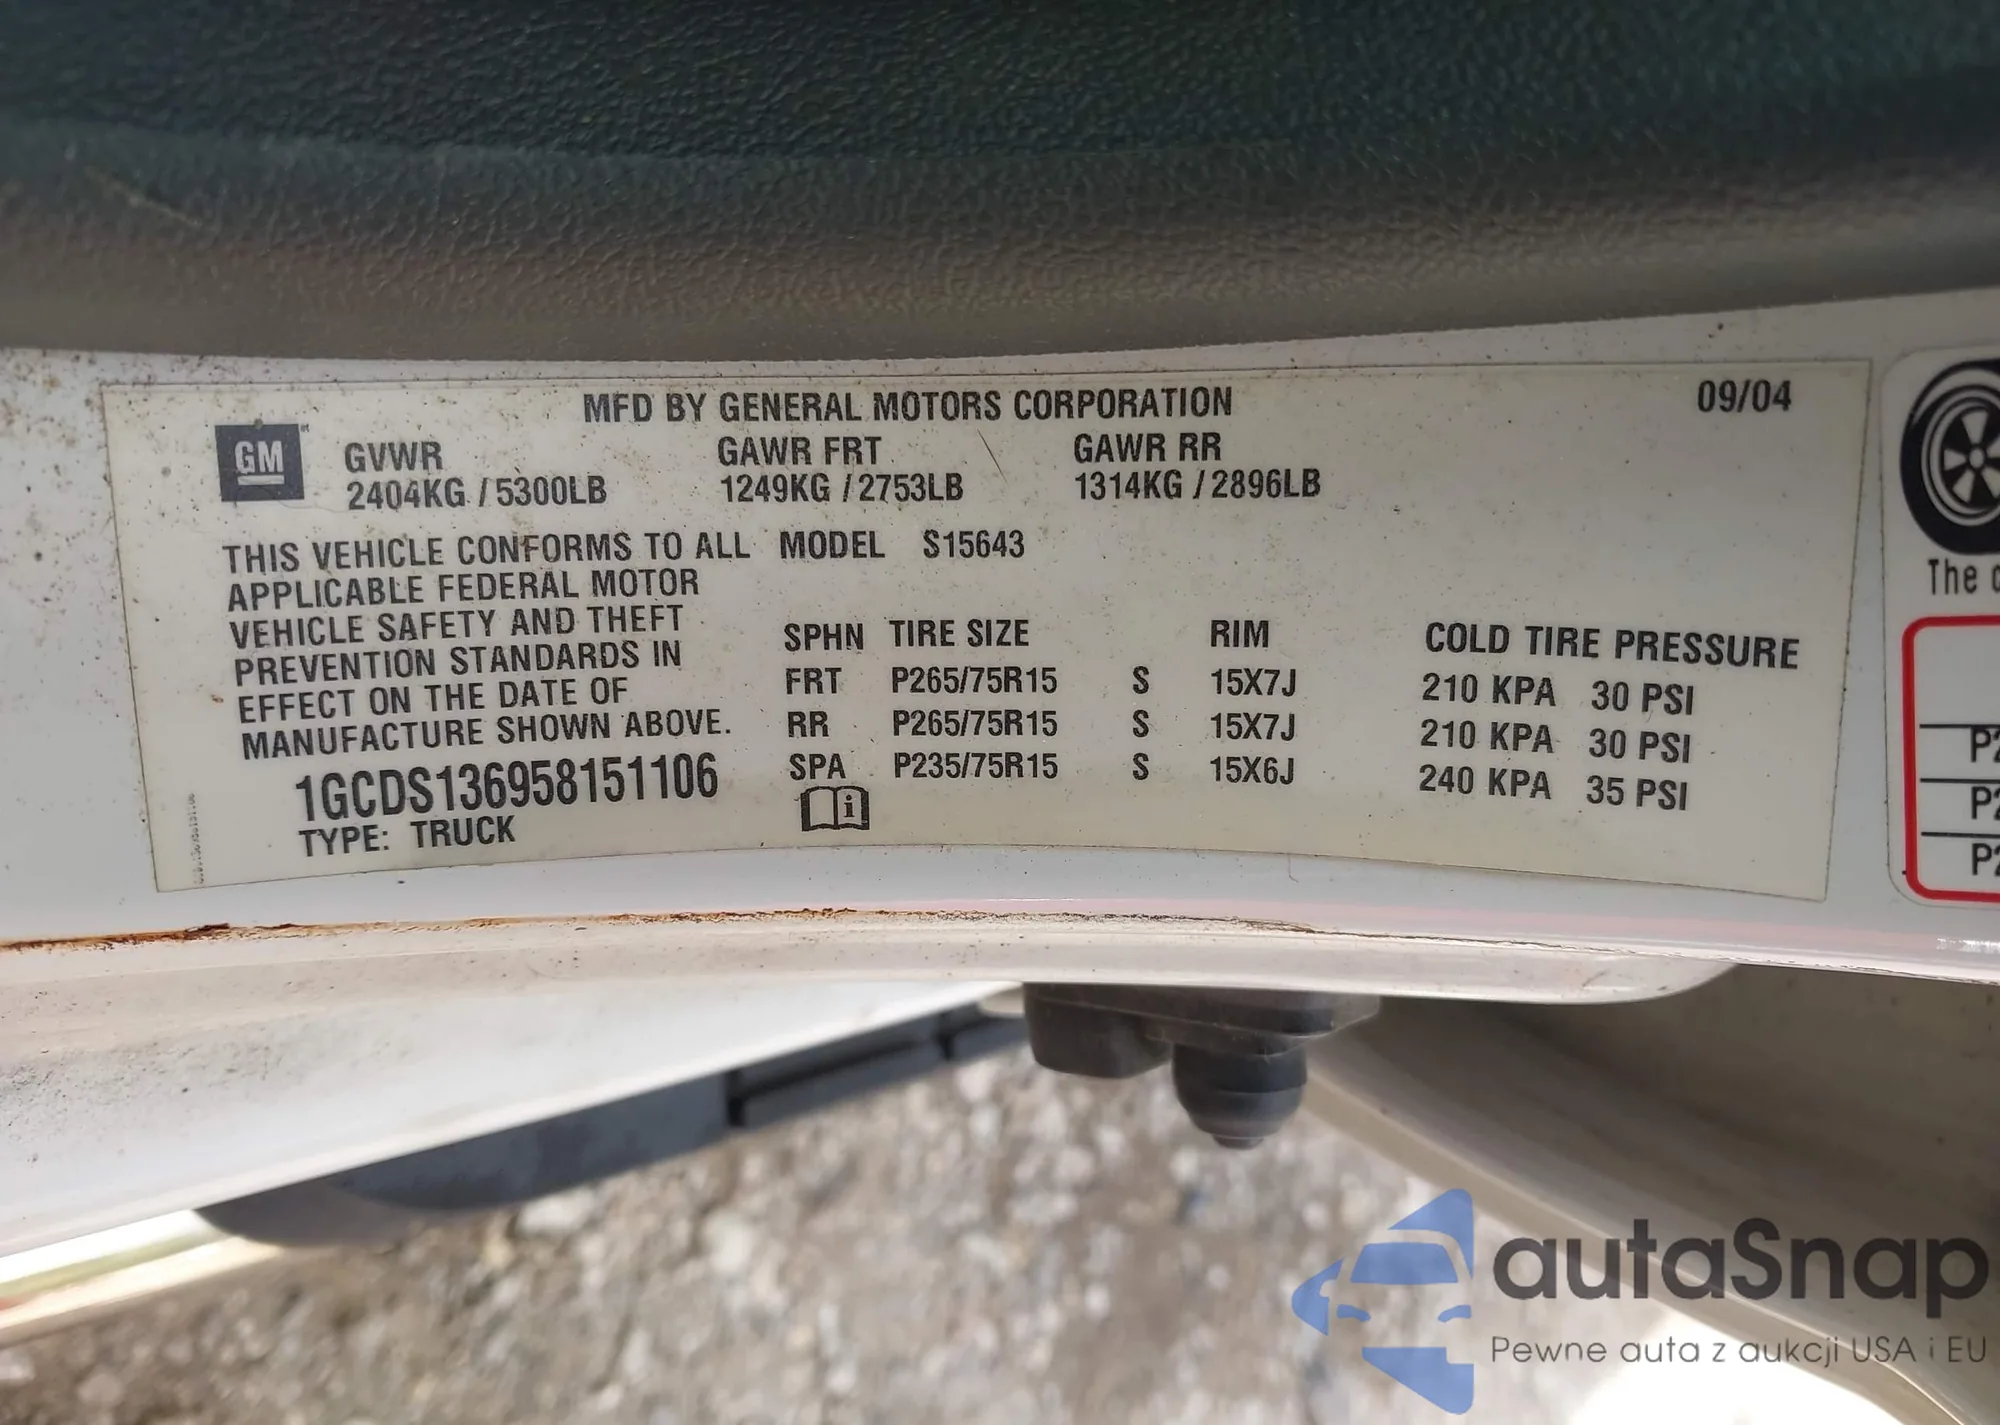 MFD BY GENERAL MOTORS CORPORATION 09/04
GM
GVWR GAWR FRT GAWR RR
2404KG / 5300LB 1249KG / 2753LB 1314KG / 2896LB
THIS VEHICLE CONFORMS TO ALL MODEL S15643
APPLICABLE FEDERAL MOTOR
VEHICLE SAFETY AND THEFT
PREVENTION STANDARDS IN
EFFECT ON THE DATE OF
MANUFACTURE SHOWN ABOVE.
1GCDS136958151106
TYPE: TRUCK
SPHN TIRE SIZE RIM COLD TIRE PRESSURE
FRT P265/75R15 S 15X7J 210 KPA 30 PSI
RR P265/75R15 S 15X7J 210 KPA 30 PSI
SPA P235/75R15 S 15X6J 240 KPA 35 PSI
i
The
P2
P2
P2
autaSnap
Pewne auta z aukcji USA i EU